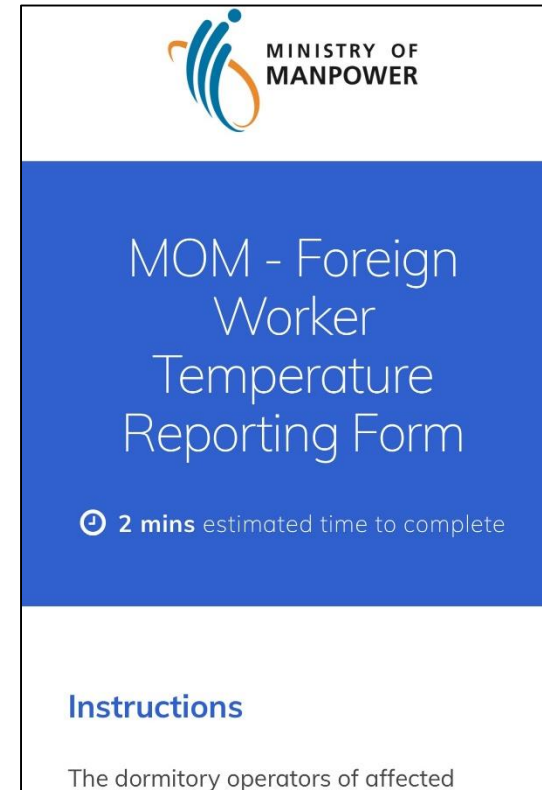 MINISTRY OF
MANPOWER
MOM - Foreign
Worker
Temperature
Reporting Form
2 mins estimated time to complete
Instructions
The dormitory operators of affected